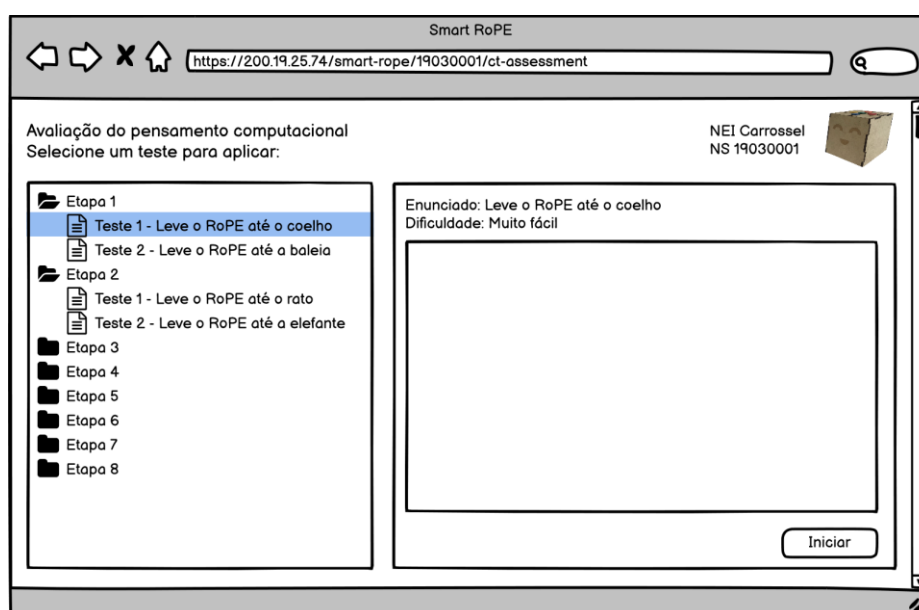 Smart RoPE
https://200.19.25.74/smart-rope/19030001/ct-assessment
Avaliação do pensamento computacional
Selecione um teste para aplicar:
NEI Carrossel
NS 19030001
Etapa 1
Teste 1 - Leve o RoPE até o coelho
Teste 2 - Leve o RoPE até a baleia
Etapa 2
Teste 1 - Leve o RoPE até o rato
Teste 2 - Leve o RoPE até a elefante
Etapa 3
Etapa 4
Etapa 5
Etapa 6
Etapa 7
Etapa 8
Enunciado: Leve o RoPE até o coelho
Dificuldade: Muito fácil
Iniciar